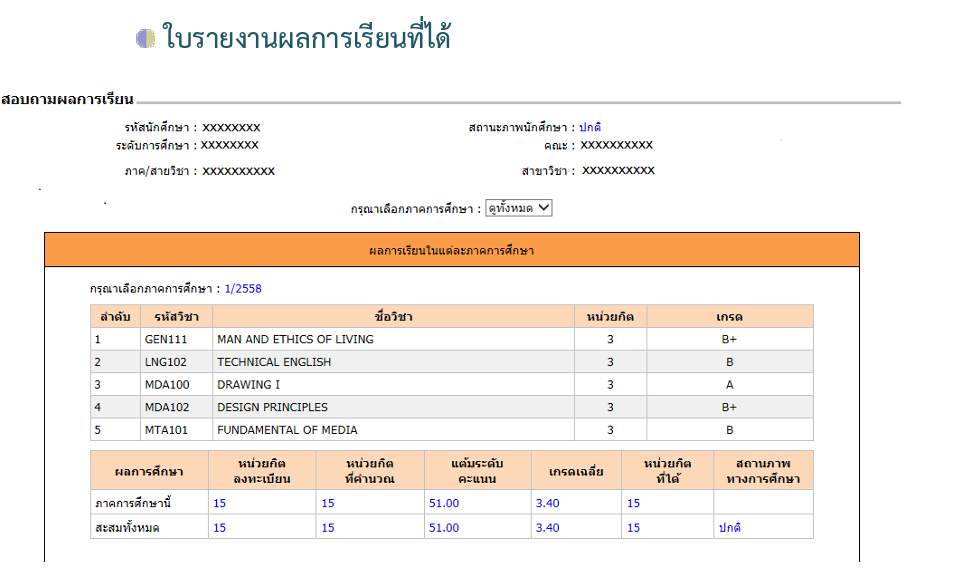 ใบรายงานผลการเรียนที่ได้
สอบถามผลการเรียน
รหัสนักศึกษา : XXXXXXXX สถานะภาพนักศึกษา : ปกติ
ระดับการศึกษา : XXXXXXXX คณะ : XXXXXXXXXX
ภาค/สายวิชา : XXXXXXXXXX สาขาวิชา : XXXXXXXXXX
กรุณาเลือกภาคการศึกษา : ดูทั้งหมด
ผลการเรียนในแต่ละภาคการศึกษา
กรุณาเลือกภาคการศึกษา : 1/2558
ลำดับ รหัสวิชา ชื่อวิชา หน่วยกิต เกรด
1 GEN111 MAN AND ETHICS OF LIVING 3 B+
2 LNG102 TECHNICAL ENGLISH 3 B
3 MDA100 DRAWING I 3 A
4 MDA102 DESIGN PRINCIPLES 3 B+
5 MTA101 FUNDAMENTAL OF MEDIA 3 B
ผลการศึกษา หน่วยกิต ลงทะเบียน หน่วยกิต ที่คำนวณ แต้มระดับ คะแนน เกรดเฉลี่ย หน่วยกิต ที่ได้ สถานภาพ ทางการศึกษา
ภาคการศึกษานี้ 15 15 51.00 3.40 15
สะสมทั้งหมด 15 15 51.00 3.40 15 ปกติ